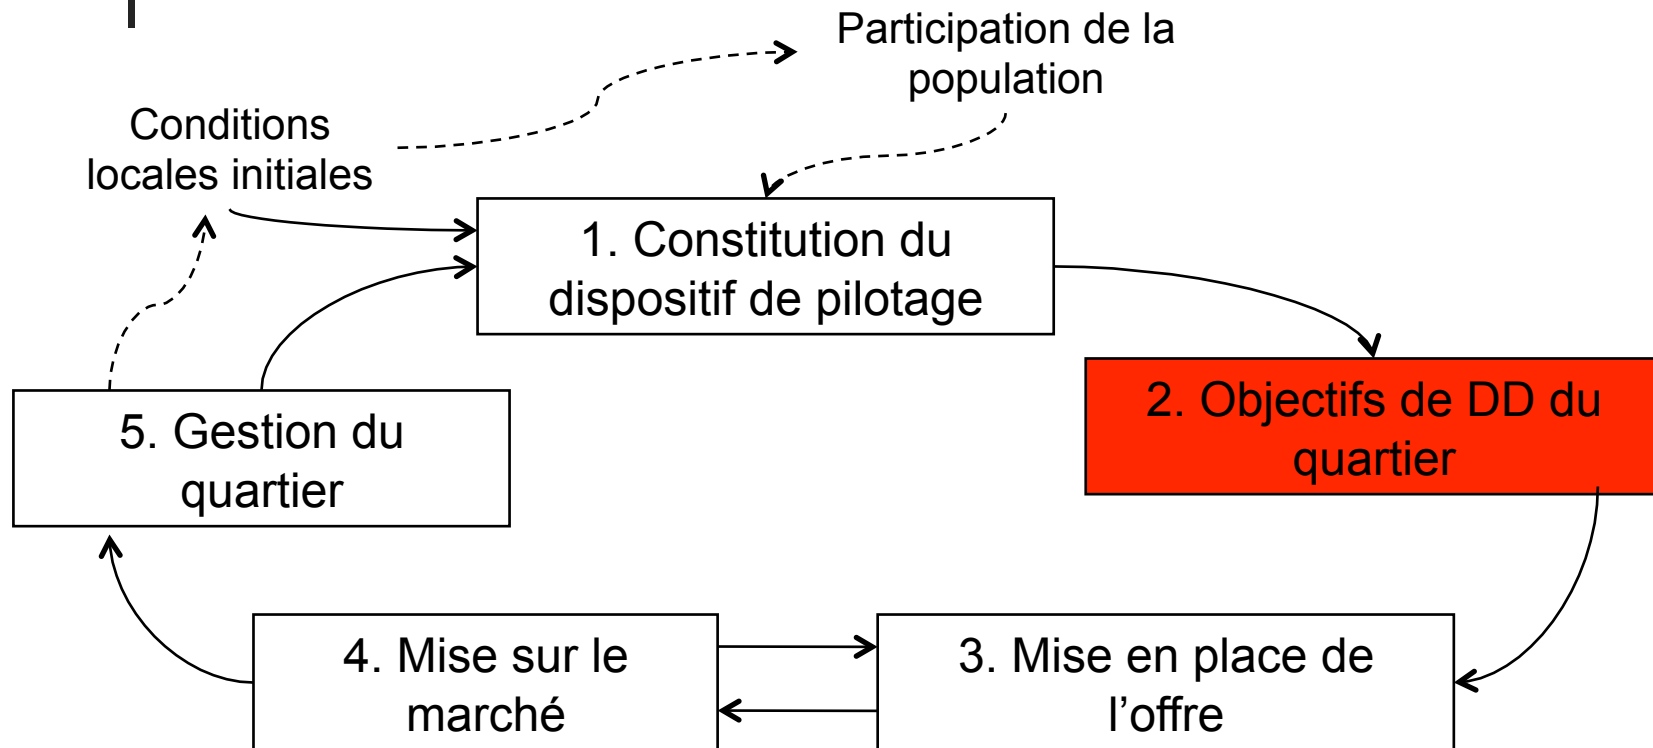 Participation de la
population
Conditions
locales initiales
1. Constitution du
dispositif de pilotage
2. Objectifs de DD du
quartier
5. Gestion du
quartier
4. Mise sur le
marché
3. Mise en place de
l’offre